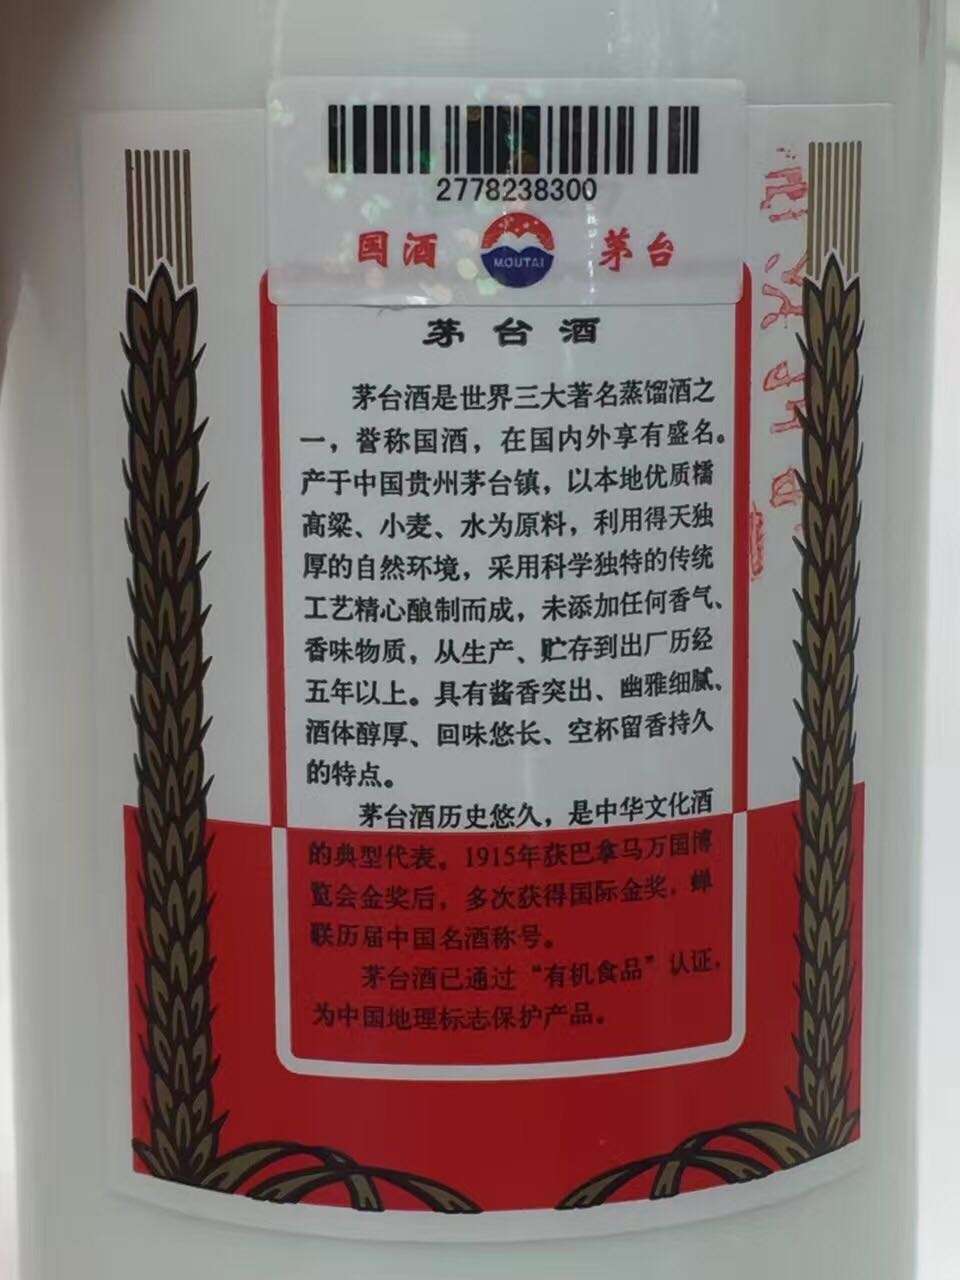 2778238300
国酒 MOUTAI 茅台
茅台酒
茅台酒是世界三大著名蒸馏酒之
一，誉称国酒，在国内外享有盛名。
产于中国贵州茅台镇，以本地优质糯
高粱、小麦、水为原料，利用得天独
厚的自然环境，采用科学独特的传统
工艺精心酿制而成，未添加任何香气、
香味物质，从生产、贮存到出厂历经
五年以上。具有酱香突出、幽雅细腻、
酒体醇厚、回味悠长、空杯留香持久
的特点。
茅台酒历史悠久，是中华文化酒
的典型代表。1915年获巴拿马万国博
览会金奖后，多次获得国际金奖，蝉
联历届中国名酒称号。
茅台酒已通过“有机食品”认证，
为中国地理标志保护产品。